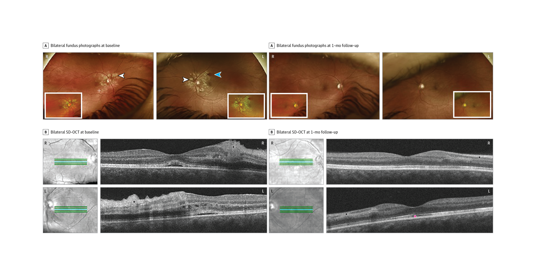 A Bilateral fundus photographs at baseline
A Bilateral fundus photographs at 1-mo follow-up
R
B Bilateral SD-OCT at baseline
B Bilateral SD-OCT at 1-mo follow-up
R R
R R
L L
L L